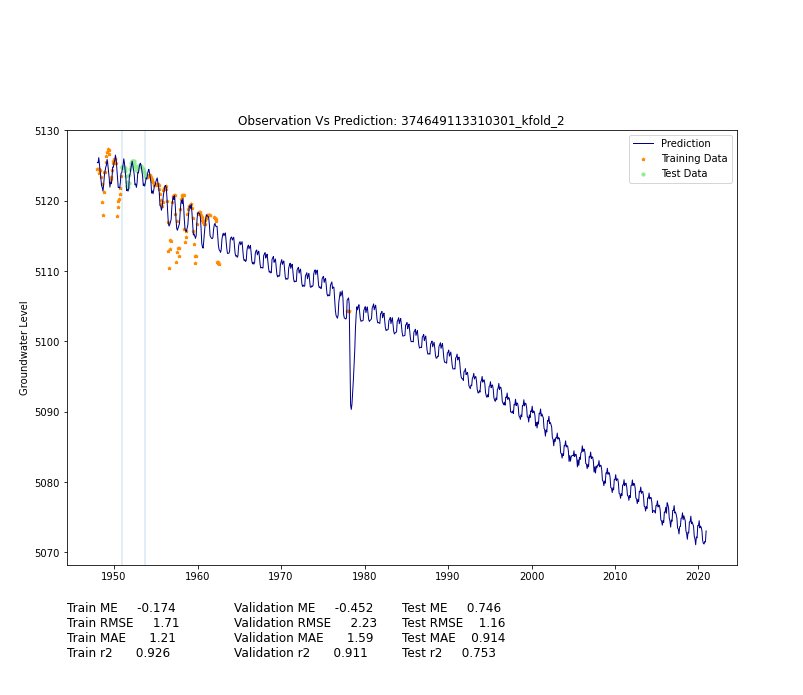 Observation Vs Prediction: 374649113310301_kfold_2
Prediction
Training Data
Test Data
Groundwater Level
5130
5120
5110
5100
5090
5080
5070
1950 1960 1970 1980 1990 2000 2010 2020
Train ME -0.174 Validation ME -0.452 Test ME 0.746
Train RMSE 1.71 Validation RMSE 2.23 Test RMSE 1.16
Train MAE 1.21 Validation MAE 1.59 Test MAE 0.914
Train r2 0.926 Validation r2 0.911 Test r2 0.753